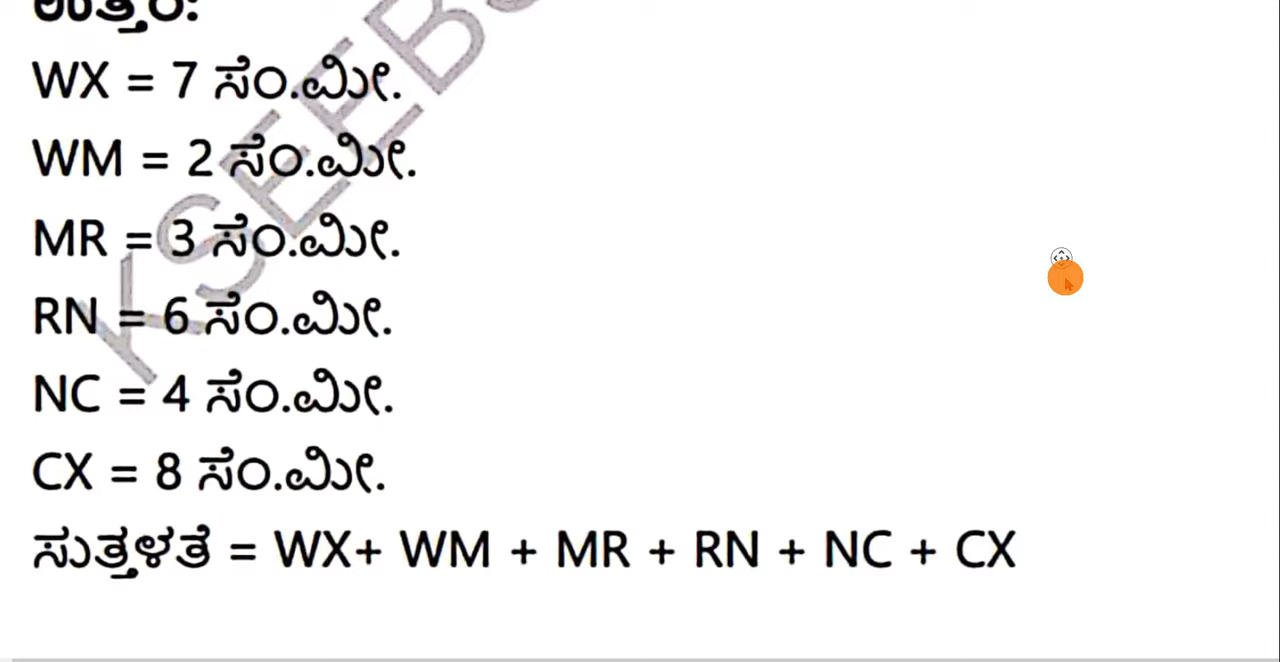 ಉತ್ತರ:
WX = 7 ಸೆಂ.ಮೀ.
WM = 2 ಸೆಂ.ಮೀ.
MR = 3 ಸೆಂ.ಮೀ.
RN = 6 ಸೆಂ.ಮೀ.
NC = 4 ಸೆಂ.ಮೀ.
CX = 8 ಸೆಂ.ಮೀ.
ಸುತ್ತಳತೆ = WX+ WM + MR + RN + NC + CX